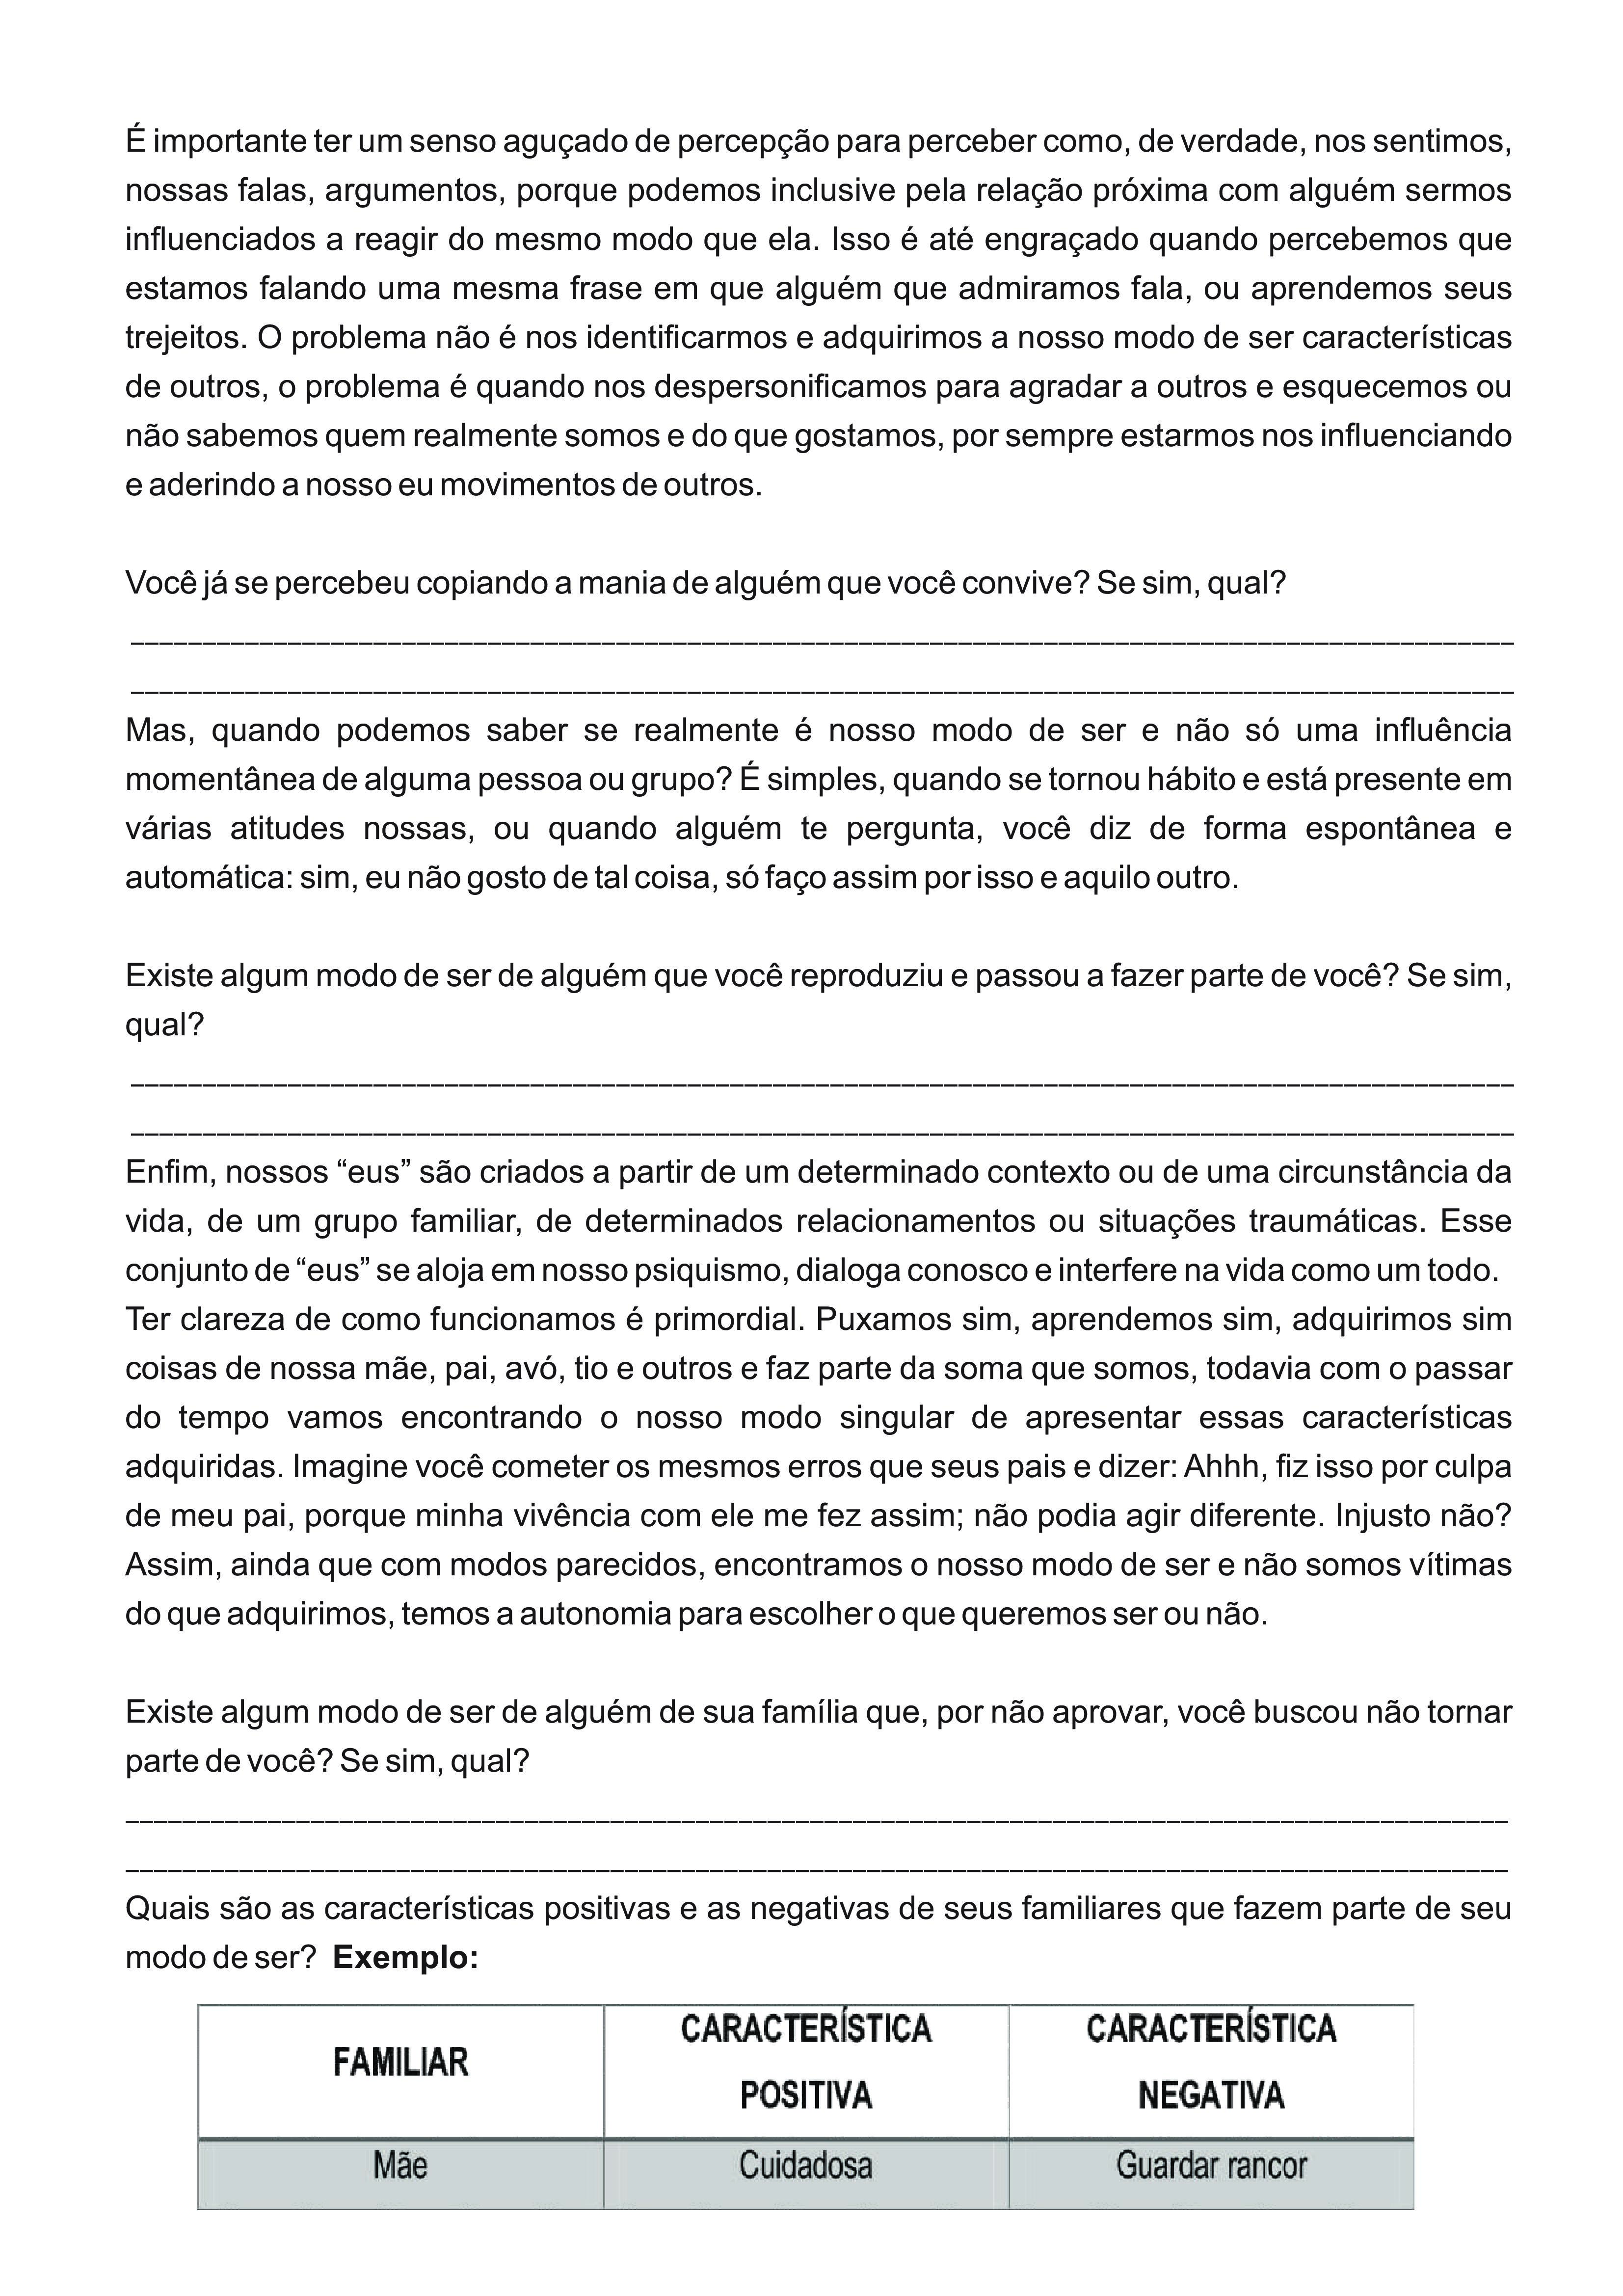 É importante ter um senso aguçado de percepção para perceber como, de verdade, nos sentimos,
nossas falas, argumentos, porque podemos inclusive pela relação próxima com alguém sermos
influenciados a reagir do mesmo modo que ela. Isso é até engraçado quando percebemos que
estamos falando uma mesma frase em que alguém que admiramos fala, ou aprendemos seus
trejeitos. O problema não é nos identificarmos e adquirimos a nosso modo de ser características
de outros, o problema é quando nos despersonificamos para agradar a outros e esquecemos ou
não sabemos quem realmente somos e do que gostamos, por sempre estarmos nos influenciando
e aderindo a nosso eu movimentos de outros.
Você já se percebeu copiando a mania de alguém que você convive? Se sim, qual?
Mas, quando podemos saber se realmente é nosso modo de ser e não só uma influência
momentânea de alguma pessoa ou grupo? É simples, quando se tornou hábito e está presente em
várias atitudes nossas, ou quando alguém te pergunta, você diz de forma espontânea e
automática: sim, eu não gosto de tal coisa, só faço assim por isso e aquilo outro.
Existe algum modo de ser de alguém que você reproduziu e passou a fazer parte de você? Se sim,
qual?
Enfim, nossos “eus” são criados a partir de um determinado contexto ou de uma circunstância da
vida, de um grupo familiar, de determinados relacionamentos ou situações traumáticas. Esse
conjunto de “eus” se aloja em nosso psiquismo, dialoga conosco e interfere na vida como um todo.
Ter clareza de como funcionamos é primordial. Puxamos sim, aprendemos sim, adquirimos sim
coisas de nossa mãe, pai, avó, tio e outros e faz parte da soma que somos, todavia com o passar
do tempo vamos encontrando o nosso modo singular de apresentar essas características
adquiridas. Imagine você cometer os mesmos erros que seus pais e dizer: Ahhh, fiz isso por culpa
de meu pai, porque minha vivência com ele me fez assim; não podia agir diferente. Injusto não?
Assim, ainda que com modos parecidos, encontramos o nosso modo de ser e não somos vítimas
do que adquirimos, temos a autonomia para escolher o que queremos ser ou não.
Existe algum modo de ser de alguém de sua família que, por não aprovar, você buscou não tornar
parte de você? Se sim, qual?
Quais são as características positivas e as negativas de seus familiares que fazem parte de seu
modo de ser? Exemplo:
FAMILIAR
CARACTERÍSTICA
POSITIVA
CARACTERÍSTICA
NEGATIVA
Mãe
Cuidadosa
Guardar rancor